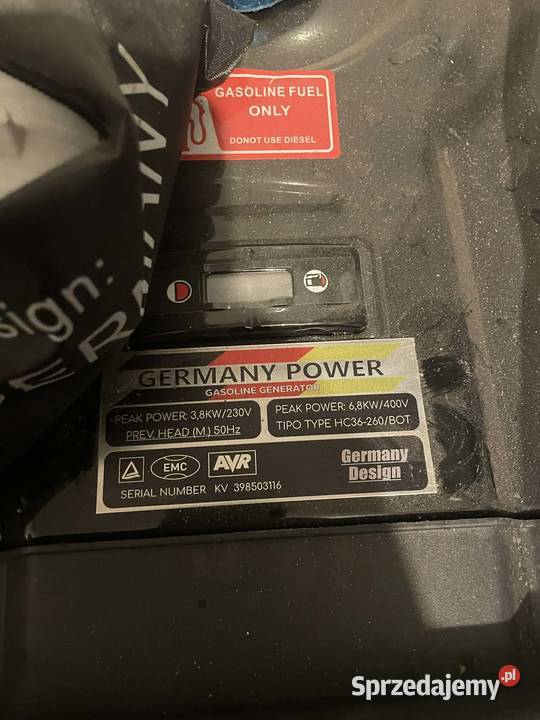 GASOLINE FUEL
ONLY
DONOT USE DIESEL
sign:
GERMANY
GERMANY POWER
GASOLINE GENERATOR
PEAK POWER: 3,8KW/230V
PREV. HEAD (M.) 50Hz
PEAK POWER: 6,8KW/400V
TIPO TYPE HC36-260/BOT
EMC
AVR
Germany
Design
SERIAL NUMBER KV 398503116
Sprzedajemy.pl